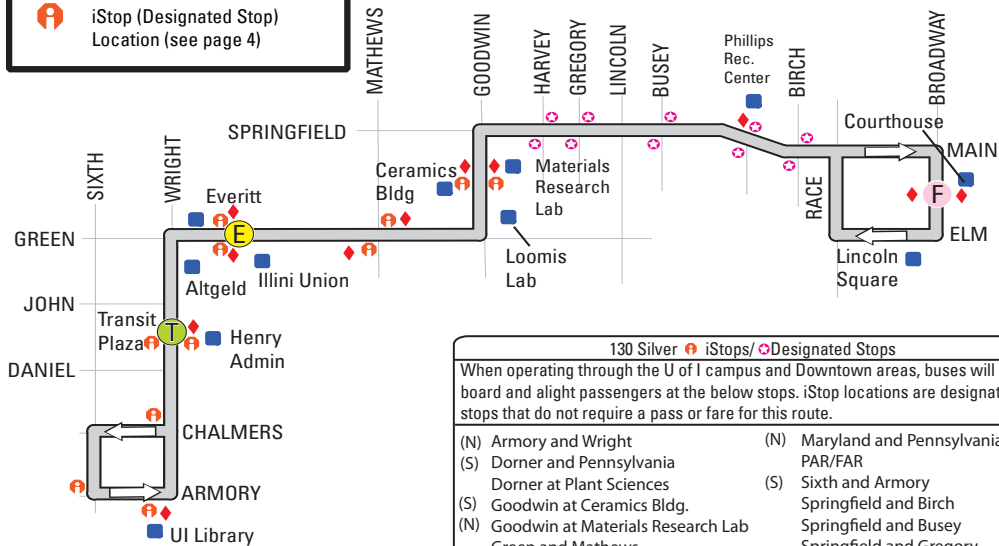 iStop (Designated Stop)
Location (see page 4)
MATHEWS
GOODWIN
HARVEY
GREGORY
LINCOLN
BUSEY
Phillips
Rec.
Center
BIRCH
BROADWAY
SPRINGFIELD
Courthouse
MAIN
SIXTH
WRIGHT
Ceramics
Bldg
Materials
Research
Lab
Everitt
RACE
F
GREEN
E
ELM
Loomis
Lab
Lincoln
Square
Altgeld
Illini Union
JOHN
Transit
Plaza
T
Henry
Admin
DANIEL
CHALMERS
ARMORY
UI Library
130 Silver iStops/ Designated Stops
When operating through the U of I campus and Downtown areas, buses will
board and alight passengers at the below stops. iStop locations are designat
stops that do not require a pass or fare for this route.
(N) Armory and Wright
(S) Dorner and Pennsylvania
Dorner at Plant Sciences
(S) Goodwin at Ceramics Bldg.
(N) Goodwin at Materials Research Lab
Green and Mathews
(N) Maryland and Pennsylvania
PAR/FAR
(S) Sixth and Armory
Springfield and Birch
Springfield and Busey
Springfield and Gregory